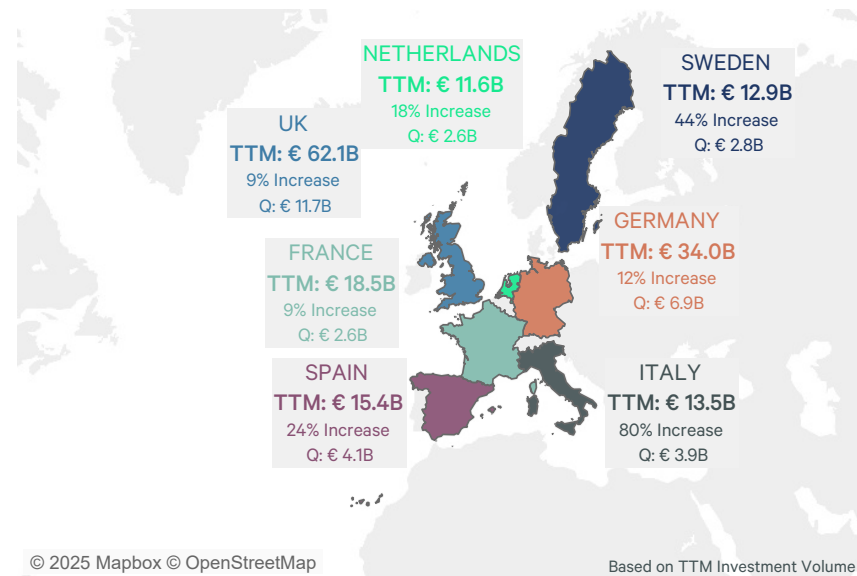 NETHERLANDS
TTM: € 11.6B
18% Increase
Q: € 2.6B
SWEDEN
TTM: € 12.9B
44% Increase
Q: € 2.8B
UK
TTM: € 62.1B
9% Increase
Q: € 11.7B
GERMANY
TTM: € 34.0B
12% Increase
Q: € 6.9B
FRANCE
TTM: € 18.5B
9% Increase
Q: € 2.6B
SPAIN
TTM: € 15.4B
24% Increase
Q: € 4.1B
ITALY
TTM: € 13.5B
80% Increase
Q: € 3.9B
© 2025 Mapbox © OpenStreetMap
Based on TTM Investment Volume